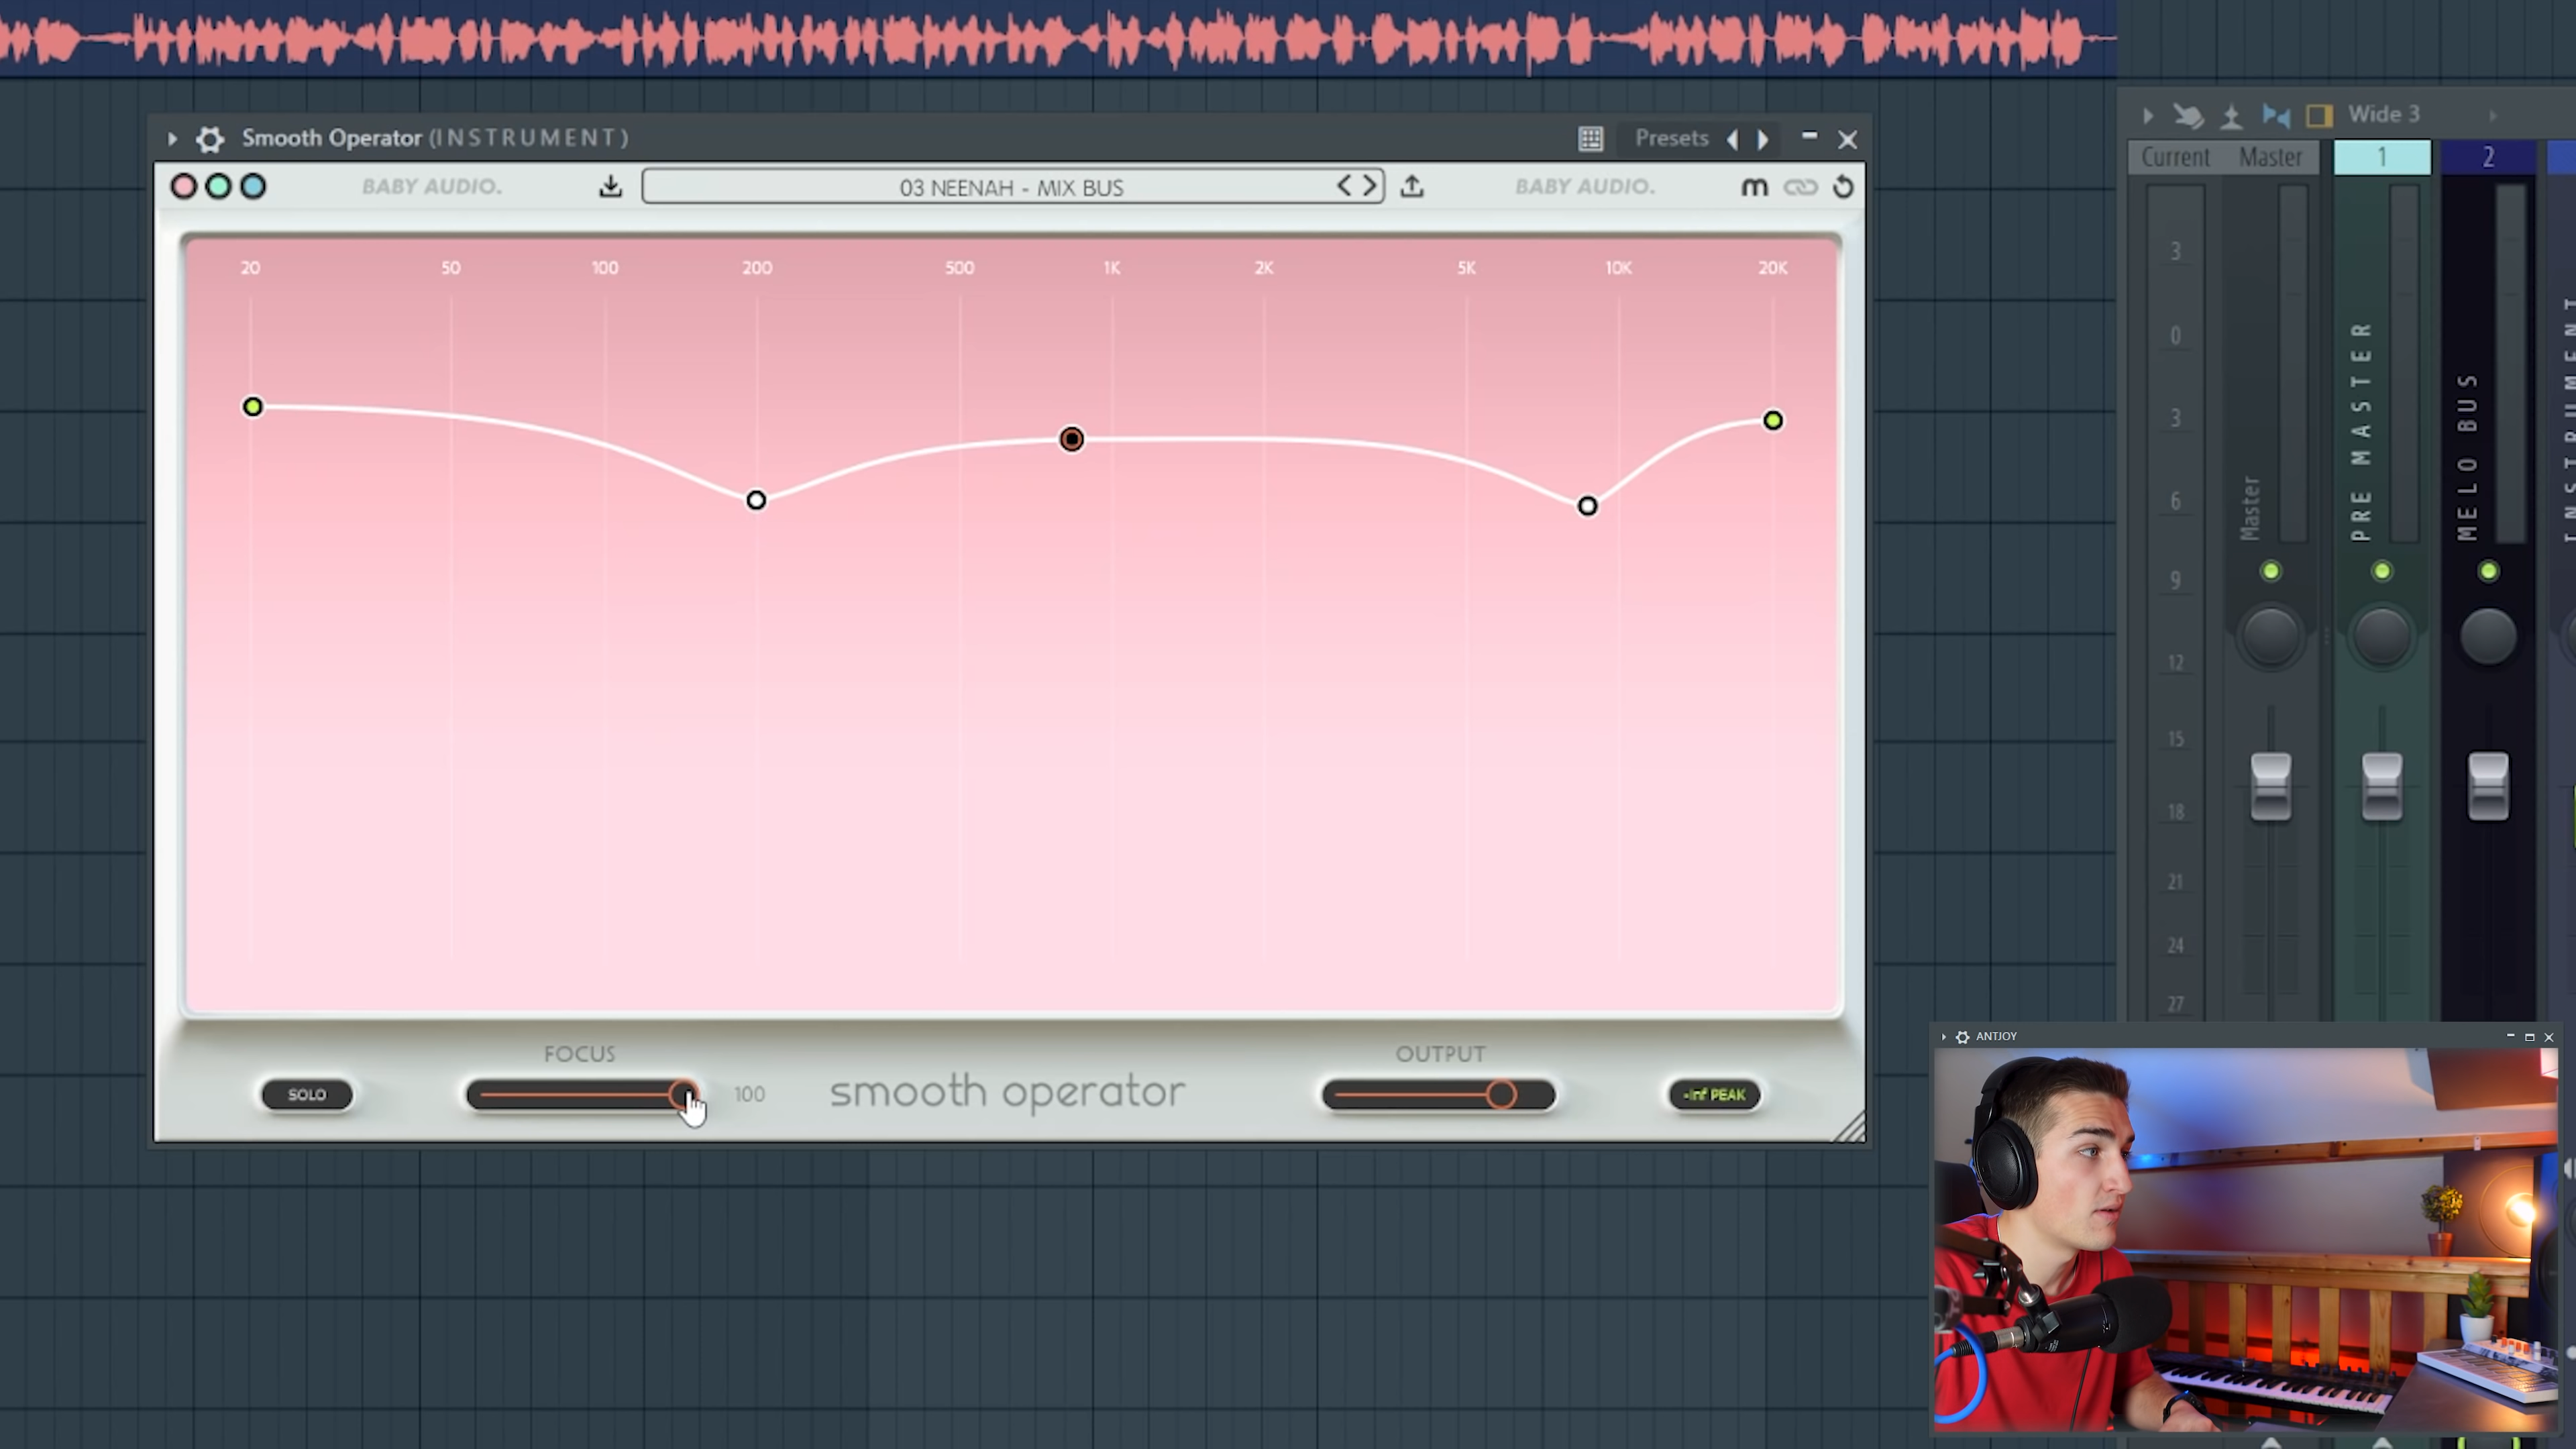 Smooth Operator (INSTRUMENT)
Presets
BABY AUDIO.
03 NEENAH - MIX BUS
BABY AUDIO.
m
20 50 100 200 500 1K 2K 5K 10K 20K
FOCUS
SOLO
100
smooth operator
OUTPUT
-Inf PEAK
Wide 3
Current Master 1 2
3
0
3
6
9
12
15
18
21
24
27
Master
PRE MASTER
MELO BUS
INSTRUMENT
ANTJOY